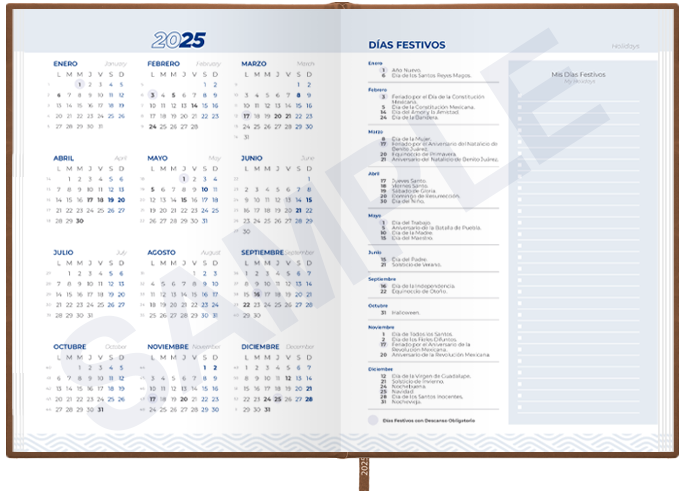 2025
ENERO January
L M M J V S D
1 2 3 4 5
6 7 8 9 10 11 12
13 14 15 16 17 18 19
20 21 22 23 24 25 26
27 28 29 30 31
FEBRERO February
L M M J V S D
1 2
3 4 5 6 7 8 9
10 11 12 13 14 15 16
17 18 19 20 21 22 23
24 25 26 27 28
MARZO March
L M M J V S D
1 2
3 4 5 6 7 8 9
10 11 12 13 14 15 16
17 18 19 20 21 22 23
24 25 26 27 28 29 30
31
ABRIL April
L M M J V S D
1 2 3 4 5 6
7 8 9 10 11 12 13
14 15 16 17 18 19 20
21 22 23 24 25 26 27
28 29 30
MAYO May
L M M J V S D
1 2 3 4
5 6 7 8 9 10 11
12 13 14 15 16 17 18
19 20 21 22 23 24 25
26 27 28 29 30 31
JUNIO June
L M M J V S D
1
2 3 4 5 6 7 8
9 10 11 12 13 14 15
16 17 18 19 20 21 22
23 24 25 26 27 28 29
30
JULIO July
L M M J V S D
1 2 3 4 5 6
7 8 9 10 11 12 13
14 15 16 17 18 19 20
21 22 23 24 25 26 27
28 29 30 31
AGOSTO August
L M M J V S D
1 2 3
4 5 6 7 8 9 10
11 12 13 14 15 16 17
18 19 20 21 22 23 24
25 26 27 28 29 30 31
SEPTIEMBRE September
L M M J V S D
1 2 3 4 5 6 7
8 9 10 11 12 13 14
15 16 17 18 19 20 21
22 23 24 25 26 27 28
29 30
OCTUBRE October
L M M J V S D
1 2 3 4 5
6 7 8 9 10 11 12
13 14 15 16 17 18 19
20 21 22 23 24 25 26
27 28 29 30 31
NOVIEMBRE November
L M M J V S D
1 2
3 4 5 6 7 8 9
10 11 12 13 14 15 16
17 18 19 20 21 22 23
24 25 26 27 28 29 30
DICIEMBRE December
L M M J V S D
1 2 3 4 5 6 7
8 9 10 11 12 13 14
15 16 17 18 19 20 21
22 23 24 25 26 27 28
29 30 31
DÍAS FESTIVOS
Holidays
Enero
1 Año Nuevo.
6 Día de los Santos Reyes Magos.
Febrero
3 Feriado por el Día de la Constitución
Mexicana.
5 Día de la Constitución Mexicana.
14 Día del Amor y la Amistad.
24 Día de la Bandera.
Marzo
8 Día de la Mujer.
17 Feriado por el Aniversario del Natalicio de
Benito Juárez.
20 Equinoccio de Primavera.
21 Aniversario del Natalicio de Benito Juárez.
Abril
17 Jueves Santo.
18 Viernes Santo.
19 Sábado de Gloria.
20 Domingo de Resurrección.
30 Día del Niño.
Mayo
1 Día del Trabajo.
5 Aniversario de la Batalla de Puebla.
10 Día de la Madre.
15 Día del Maestro.
Junio
15 Día del Padre.
21 Solsticio de Verano.
Septiembre
16 Día de la Independencia.
22 Equinoccio de Otoño.
Octubre
31 Halloween.
Noviembre
1 Día de Todos los Santos.
2 Día de los Fieles Difuntos.
17 Feriado por el Aniversario de la
Revolución Mexicana.
20 Aniversario de la Revolución Mexicana.
Diciembre
12 Día de la Virgen de Guadalupe.
21 Solsticio de Invierno.
24 Nochebuena.
25 Navidad.
28 Día de los Santos Inocentes.
31 Nochevieja.
Días Festivos con Descanso Obligatorio
Mis Días Festivos
My Holidays
SAMPLE
2025